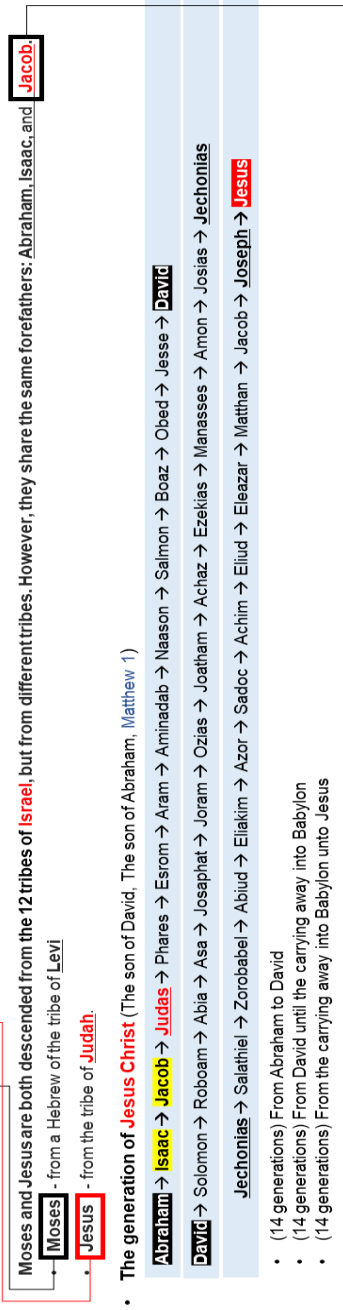 Moses and Jesus are both descended from the 12 tribes of Israel, but from different tribes. However, they share the same forefathers: Abraham, Isaac, and Jacob.
• Moses - from a Hebrew of the tribe of Levi
• Jesus - from the tribe of Judah.
• The generation of Jesus Christ (The son of David, The son of Abraham, Matthew 1)
Abraham → Isaac → Jacob → Judas → Phares → Esrom → Aram → Aminadab → Naason → Salmon → Boaz → Obed → Jesse → David
David → Solomon → Roboam → Abia → Asa → Josaphat → Joram → Ozias → Joatham → Achaz → Ezekias → Manasses → Amon → Josias → Jechonias
Jechonias → Salathiel → Zorobabel → Abiud → Eliakim → Azor → Sadoc → Achim → Eliud → Eleazar → Matthan → Jacob → Joseph → Jesus
• (14 generations) From Abraham to David
• (14 generations) From David until the carrying away into Babylon
• (14 generations) From the carrying away into Babylon unto Jesus